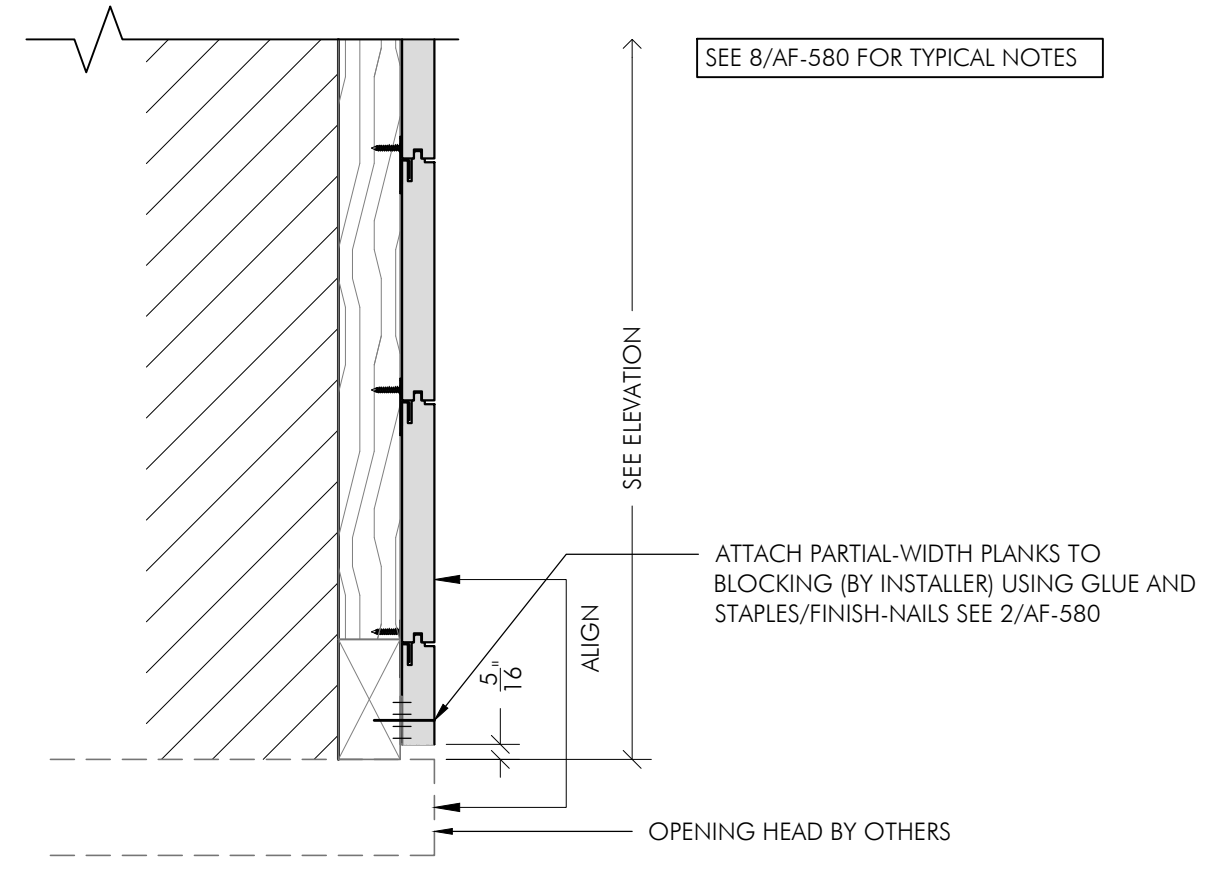 SEE 8/AF-580 FOR TYPICAL NOTES
SEE ELEVATION
ATTACH PARTIAL-WIDTH PLANKS TO
BLOCKING (BY INSTALLER) USING GLUE AND
STAPLES/FINISH-NAILS SEE 2/AF-580
ALIGN
5/16"
OPENING HEAD BY OTHERS